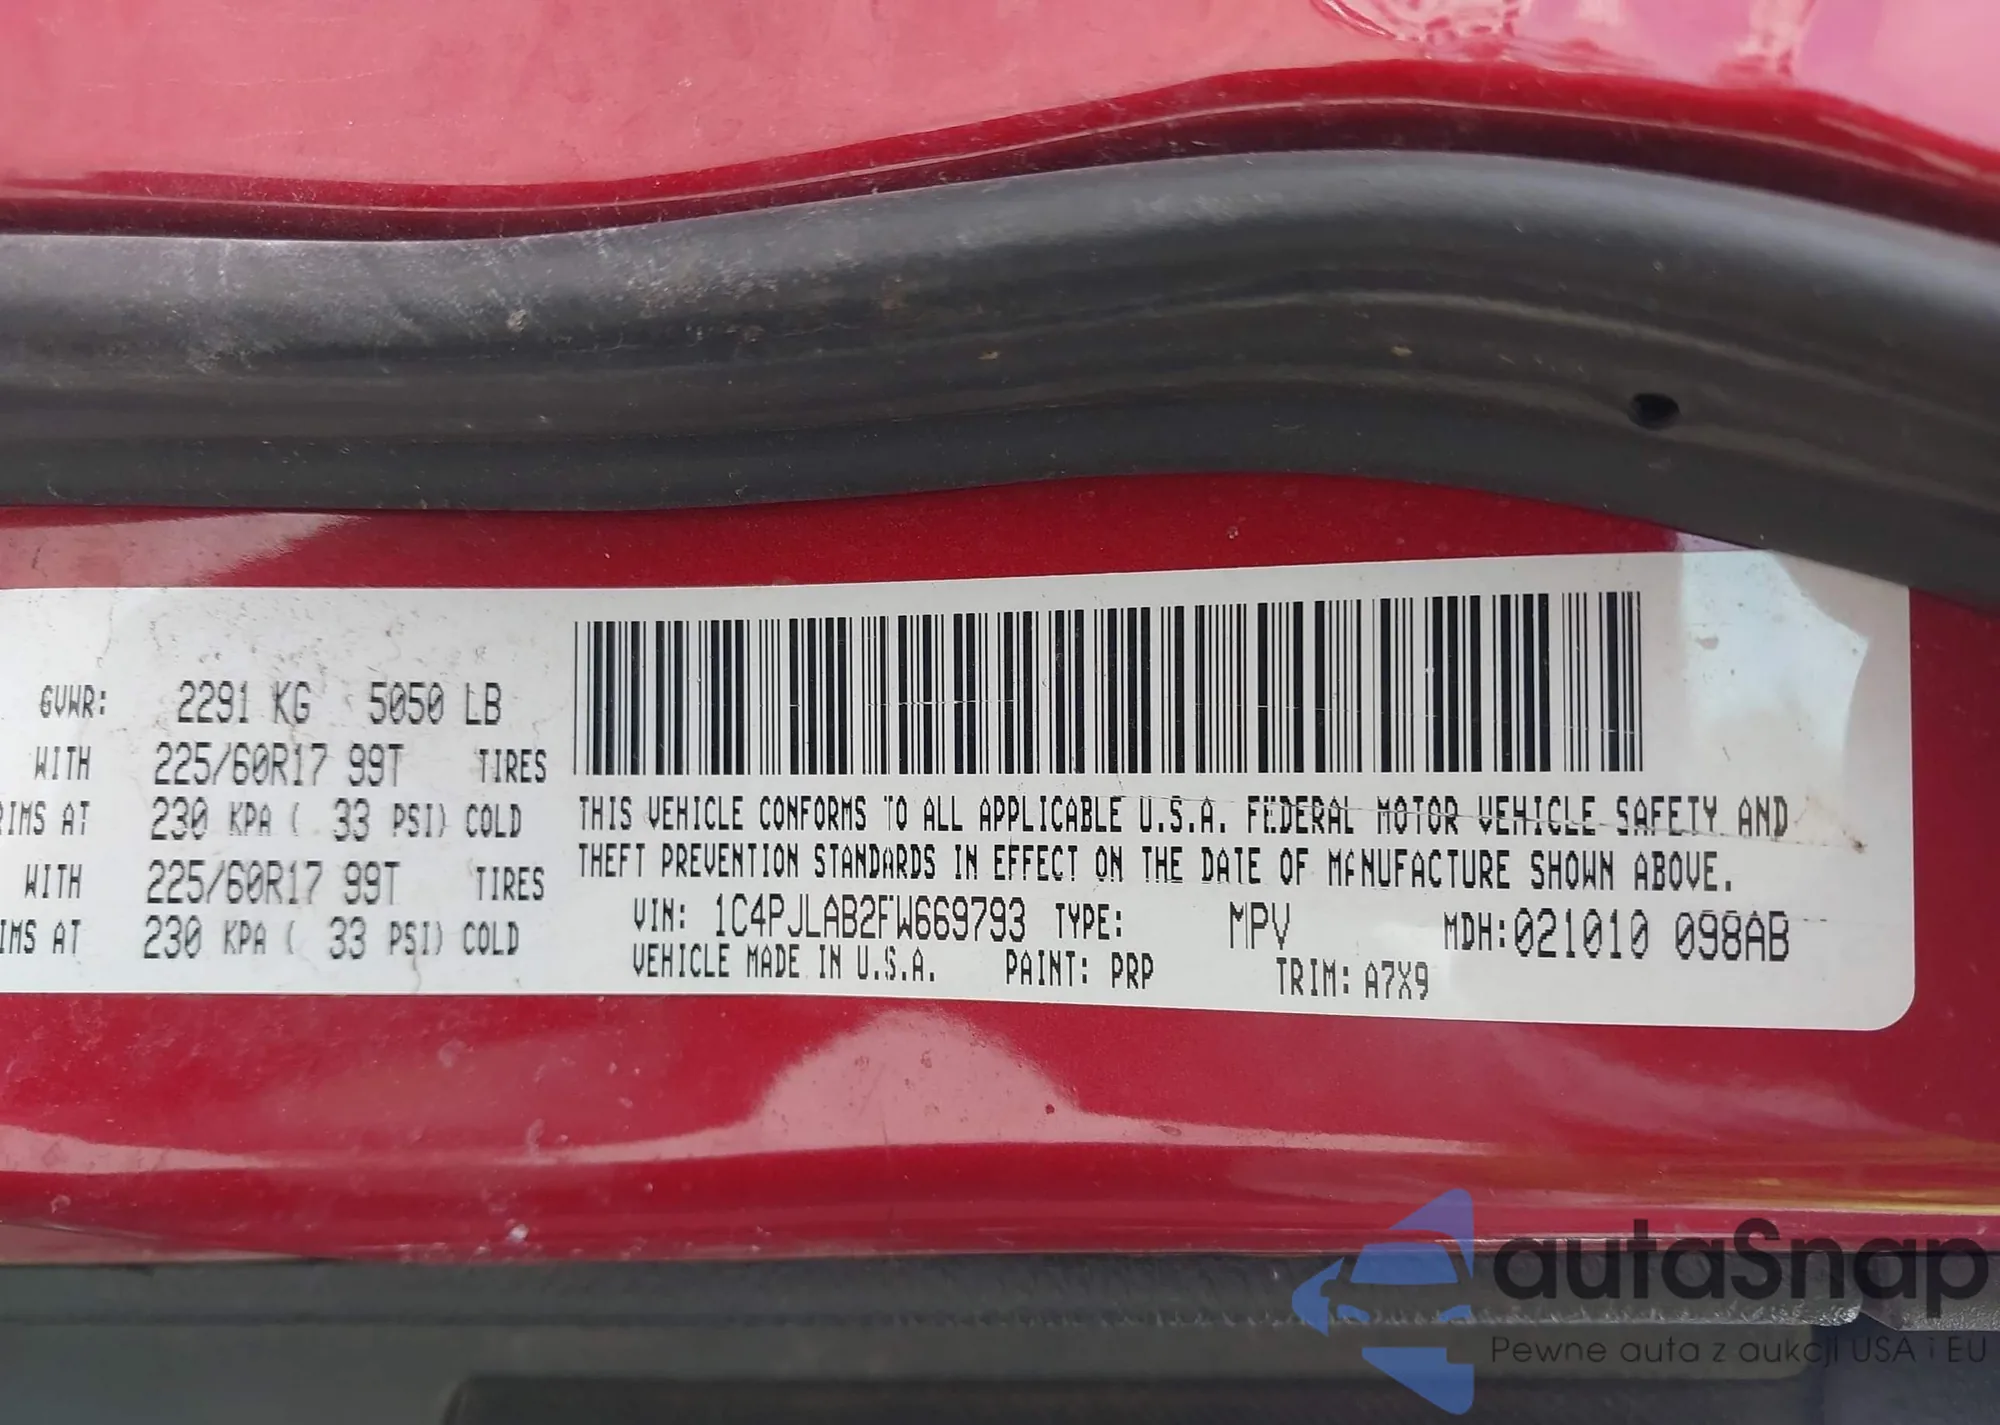 GVWR: 2291 KG 5050 LB
WITH 225/60R17 99T TIRES
RIMS AT 230 KPA ( 33 PSI) COLD
WITH 225/60R17 99T TIRES
IMS AT 230 KPA ( 33 PSI) COLD
THIS VEHICLE CONFORMS TO ALL APPLICABLE U.S.A. FEDERAL MOTOR VEHICLE SAFETY AND
THEFT PREVENTION STANDARDS IN EFFECT ON THE DATE OF MANUFACTURE SHOWN ABOVE.
VIN: 1C4PJLAB2FW669793 TYPE: MPV MDH:021010 098AB
VEHICLE MADE IN U.S.A. PAINT: PRP TRIM: A7X9
autaSnap
Pewne auta z aukcji USA i EU